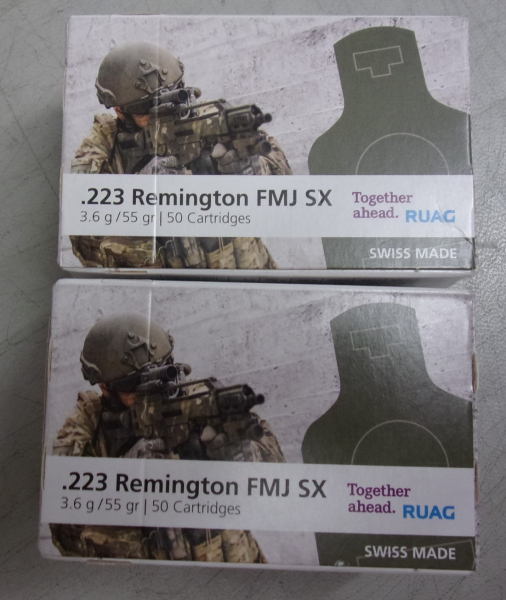 .223 Remington FMJ SX
3.6 g/55 gr | 50 Cartridges
Together
ahead. RUAG
SWISS MADE
.223 Remington FMJ SX
3.6 g/55 gr | 50 Cartridges
Together
ahead. RUAG
SWISS MADE